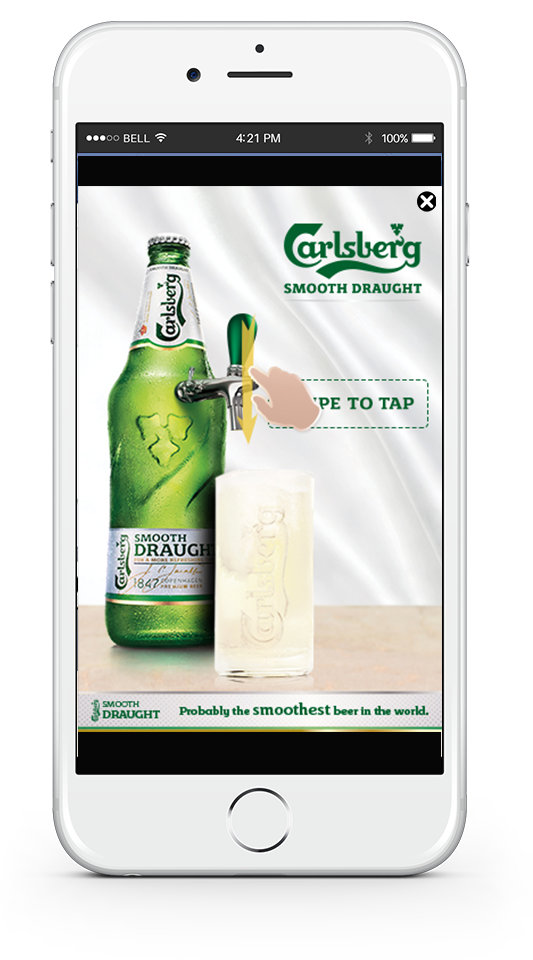 BELL 4:21 PM 100%
Carlsberg
SMOOTH DRAUGHT
Carlsberg
PE TO TAP
Carlsberg
SMOOTH
DRAUGHT
1847 COPENHAGEN
PREMIUM BEER
Carlsberg
SMOOTH
DRAUGHT
Probably the smoothest beer in the world.